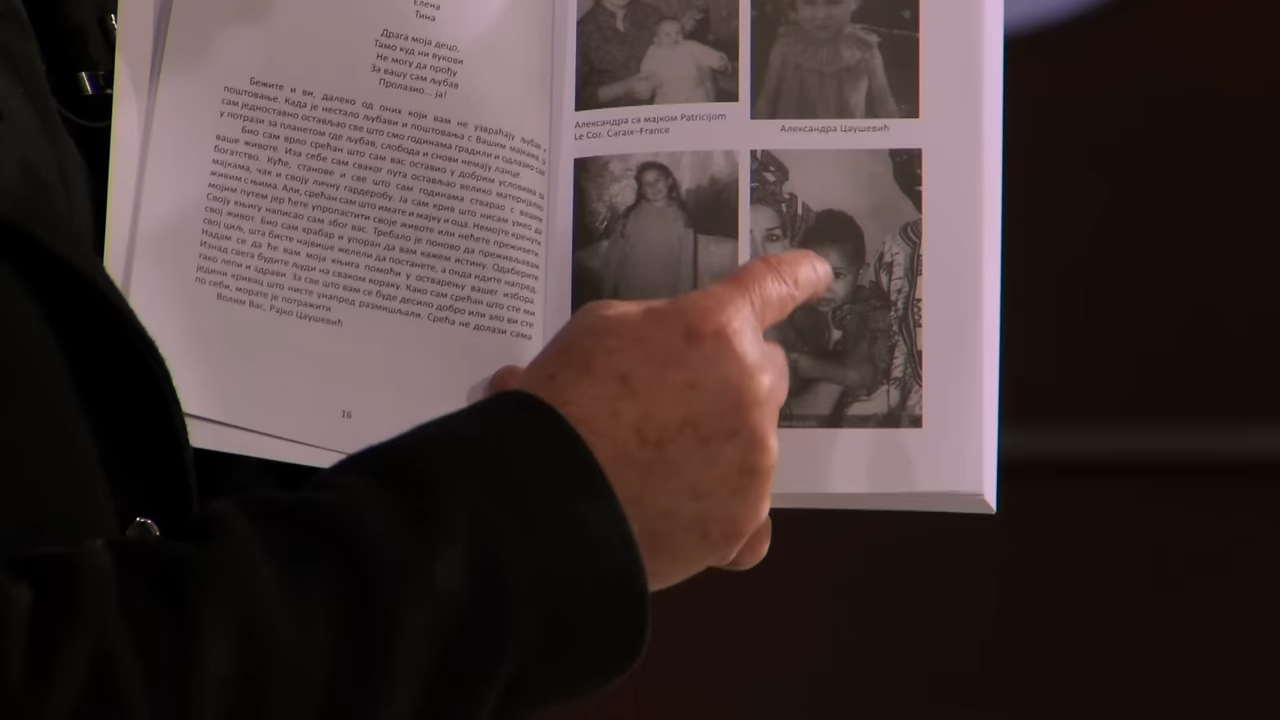 Елена
Тина
Драга моја децо,
Тамо куд ни вукови
Не могу да прођу
За вашу сам љубав
Пролазио... ја!
Бежите и ви, далеко од оних који вам не узвраћају љубав и
поштовање. Када је нестало љубави и поштовања с Вашим мајкама, ја
сам једноставно остављао све што смо годинама градили и одлазио сам
у потрази за планетом где љубав, слобода и снови немају ланце.
Био сам врло срећан што сам вас оставио у добрим условима за
ваше животе. Иза себе сам сваког пута остављао велико материјално
богатство. Куће, станове и све што сам годинама стварао с вашим
мајкама, чак и своју личну гардеробу. Ја сам крив што нисам умео да
живим с њима. Али, срећан сам што имате и мајку и оца. Немојте кренути
мојим путем јер ћете упропастити своје животе или нећете преживети.
Своју књигу написао сам због вас. Требало је поново да преживљавам
свој живот. Био сам храбар и упоран да вам кажем истину. Одаберите
свој циљ, шта бисте највише желели да постанете, а онда идите напред.
Надам се да ће вам моја књига помоћи у остварењу вашег избора.
Изнад свега будите људи на сваком кораку. Како сам срећан што сте ми
тако лепи и здрави. За све што вам се буде десило добро или зло ви сте
једини кривац што нисте унапред размишљали. Срећа не долази сама
по себи, морате је потражити.
Волим Вас, Рајко Цаушевић
16
Александра са мајком Patricijom
Le Coz. Caraix–France
Александра Цаушевић